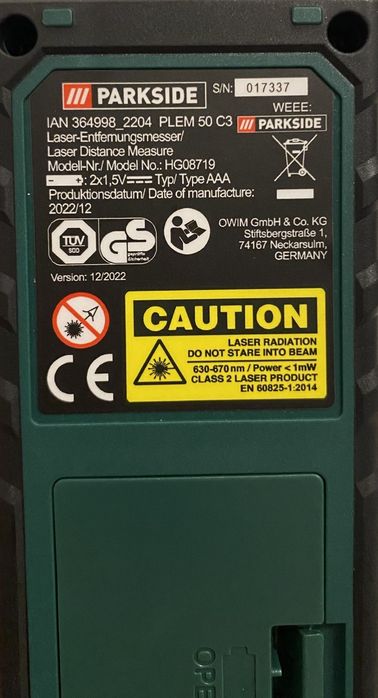 PARKSIDE
S/N: 017337
WEEE:
IAN 364998_2204 PLEM 50 C3
PARKSIDE
Laser-Entfernungsmesser/
Laser Distance Measure
Modell-Nr./ Model No.: HG08719
- +: 2x1,5V Typ/ Type AAA
Produktionsdatum/ Date of manufacture:
2022/12
TÜV
SÜD
GS
geprüfte
Sicherheit
OWIM GmbH & Co. KG
Stiftsbergstraße 1,
74167 Neckarsulm,
GERMANY
Version: 12/2022
CE
CAUTION
LASER RADIATION
DO NOT STARE INTO BEAM
630-670 nm / Power < 1mW
CLASS 2 LASER PRODUCT
EN 60825-1:2014
OPE